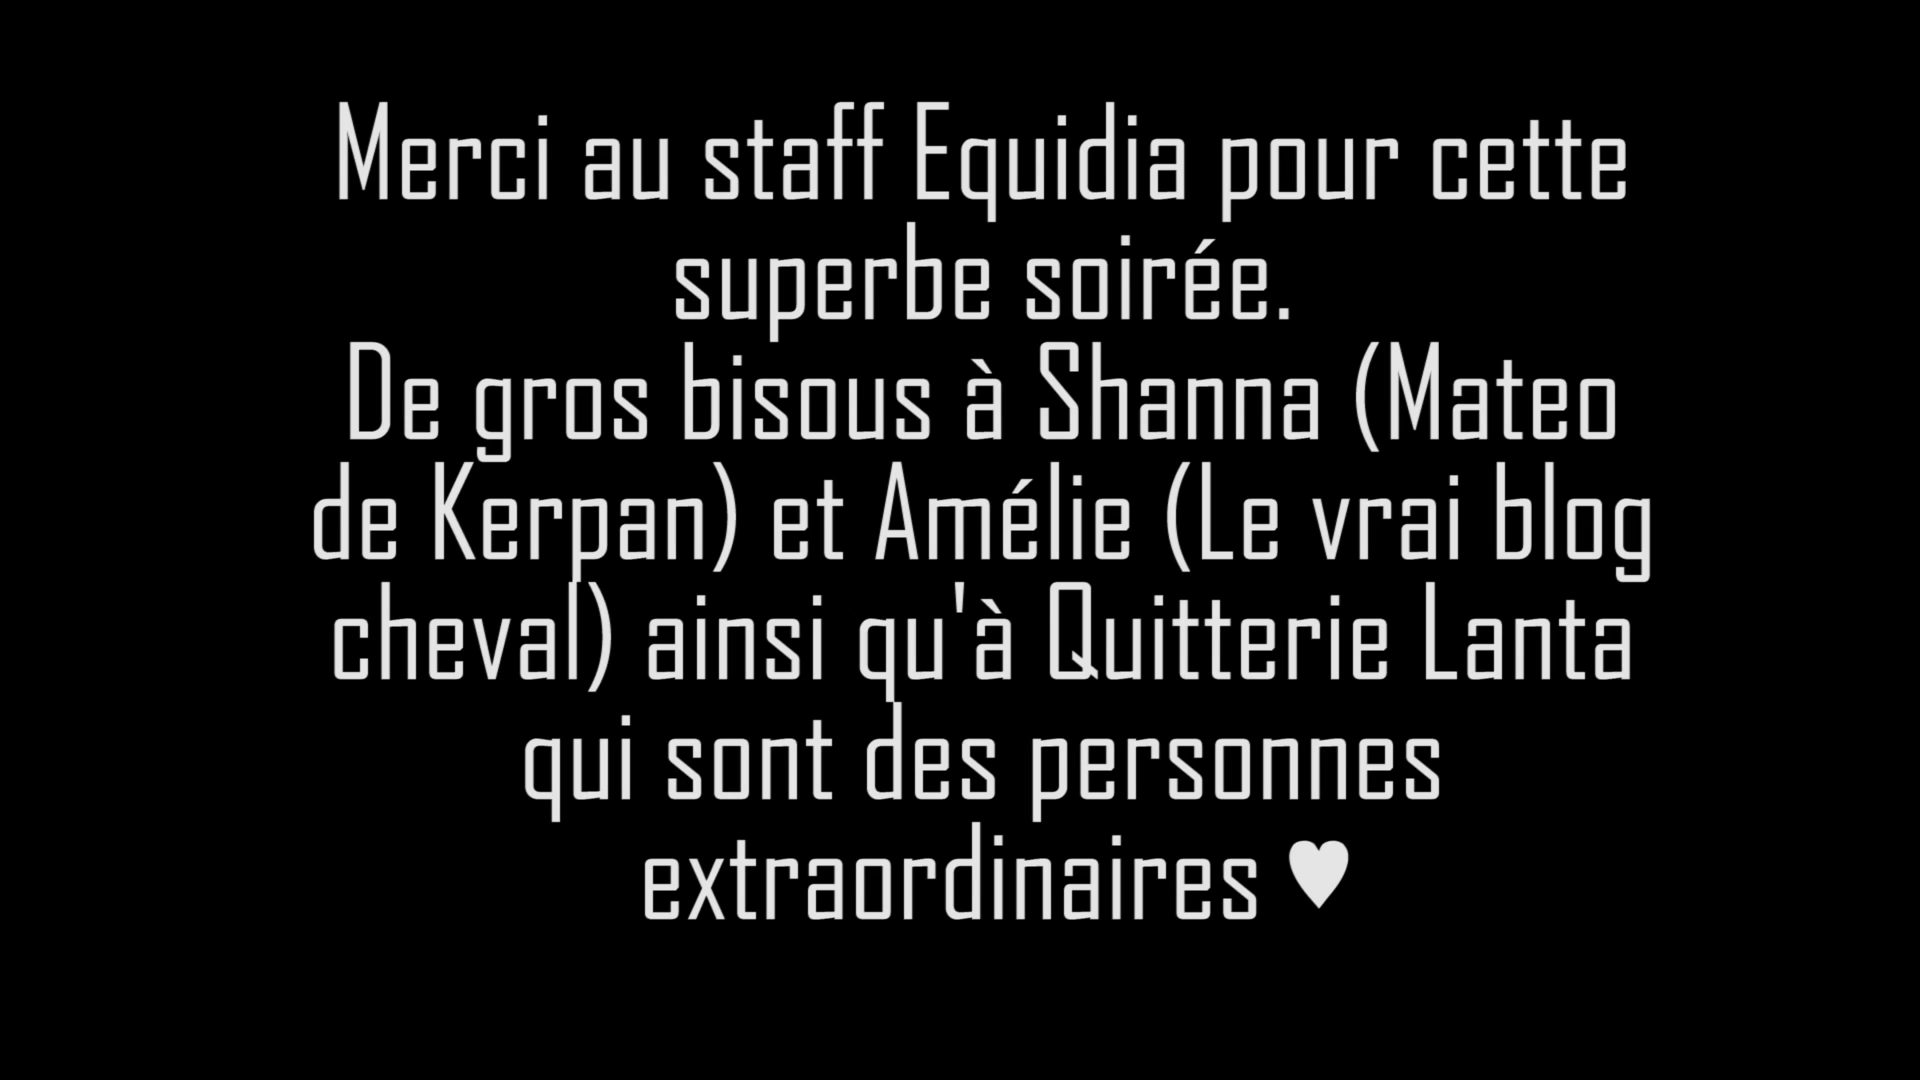 Merci au staff Equidia pour cette
superbe soirée.
De gros bisous à Shanna (Mateo
de Kerpan) et Amélie (Le vrai blog
cheval) ainsi qu'à Quitterie Lanta
qui sont des personnes
extraordinaires ♥